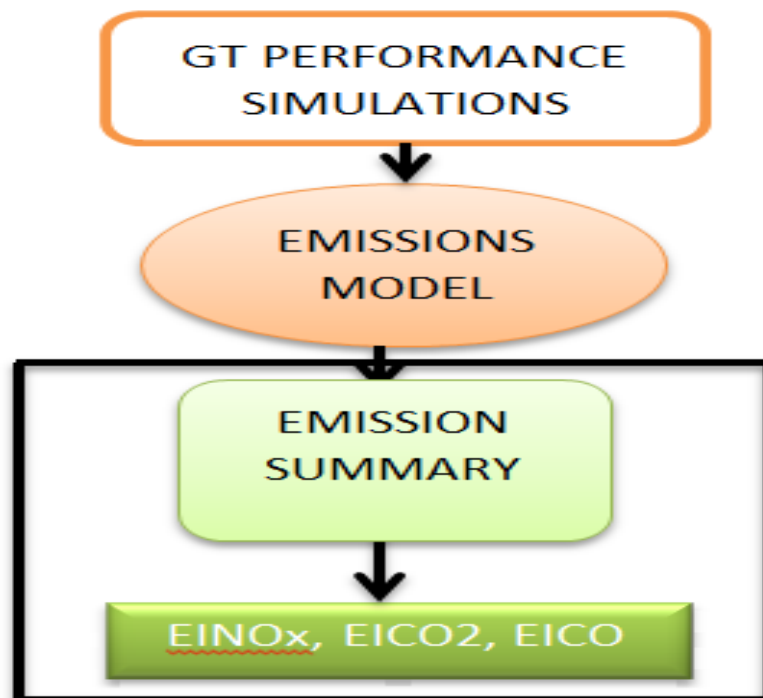 GT PERFORMANCE
SIMULATIONS
EMISSIONS
MODEL
EMISSION
SUMMARY
EINOx, EICO2, EICO